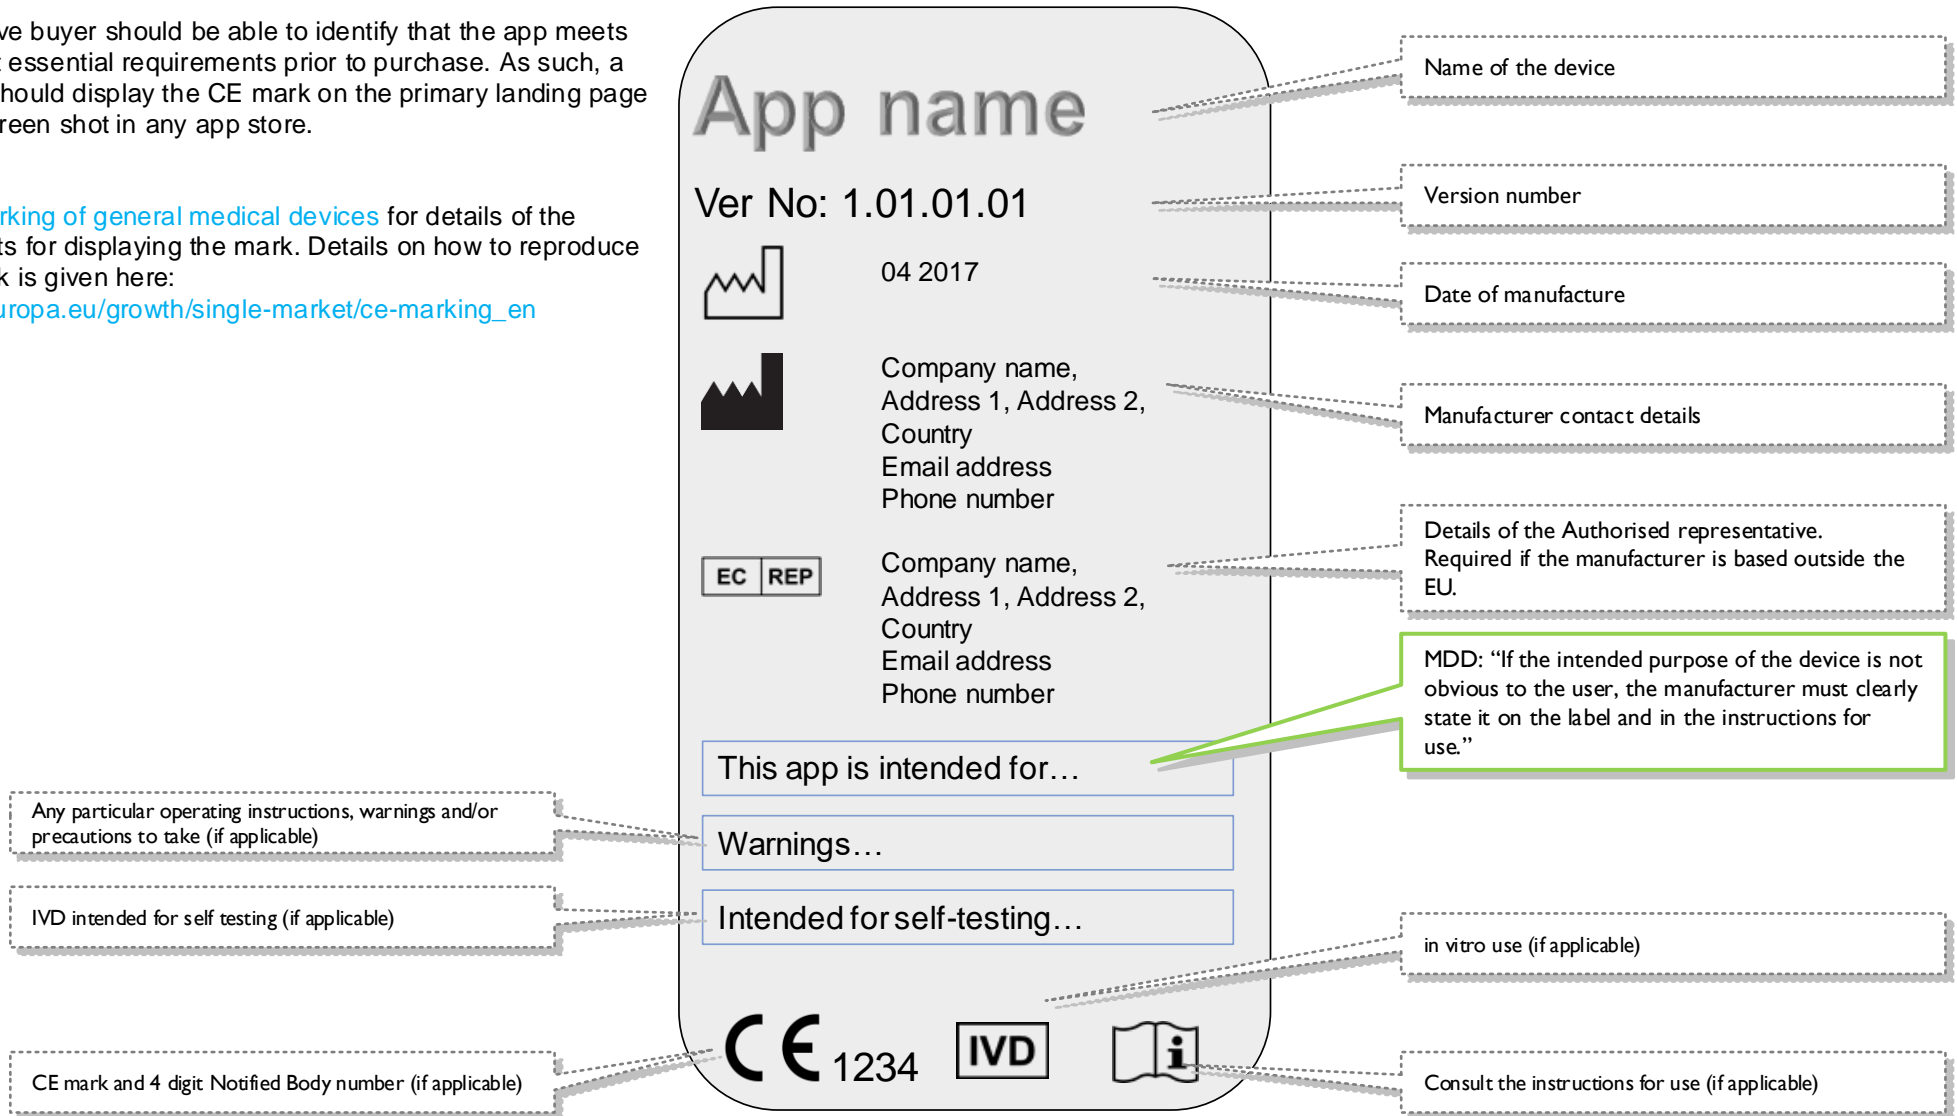 ve buyer should be able to identify that the app meets
t essential requirements prior to purchase. As such, a
should display the CE mark on the primary landing page
reen shot in any app store.
rking of general medical devices for details of the
ts for displaying the mark. Details on how to reproduce
k is given here:
uropa.eu/growth/single-market/ce-marking_en
App name
Ver No: 1.01.01.01
04 2017
Company name,
Address 1, Address 2,
Country
Email address
Phone number
EC REP
Company name,
Address 1, Address 2,
Country
Email address
Phone number
This app is intended for…
Warnings…
Intended for self-testing…
CE 1234
IVD
i
Name of the device
Version number
Date of manufacture
Manufacturer contact details
Details of the Authorised representative.
Required if the manufacturer is based outside the
EU.
MDD: “If the intended purpose of the device is not
obvious to the user, the manufacturer must clearly
state it on the label and in the instructions for
use.”
in vitro use (if applicable)
Consult the instructions for use (if applicable)
Any particular operating instructions, warnings and/or
precautions to take (if applicable)
IVD intended for self testing (if applicable)
CE mark and 4 digit Notified Body number (if applicable)